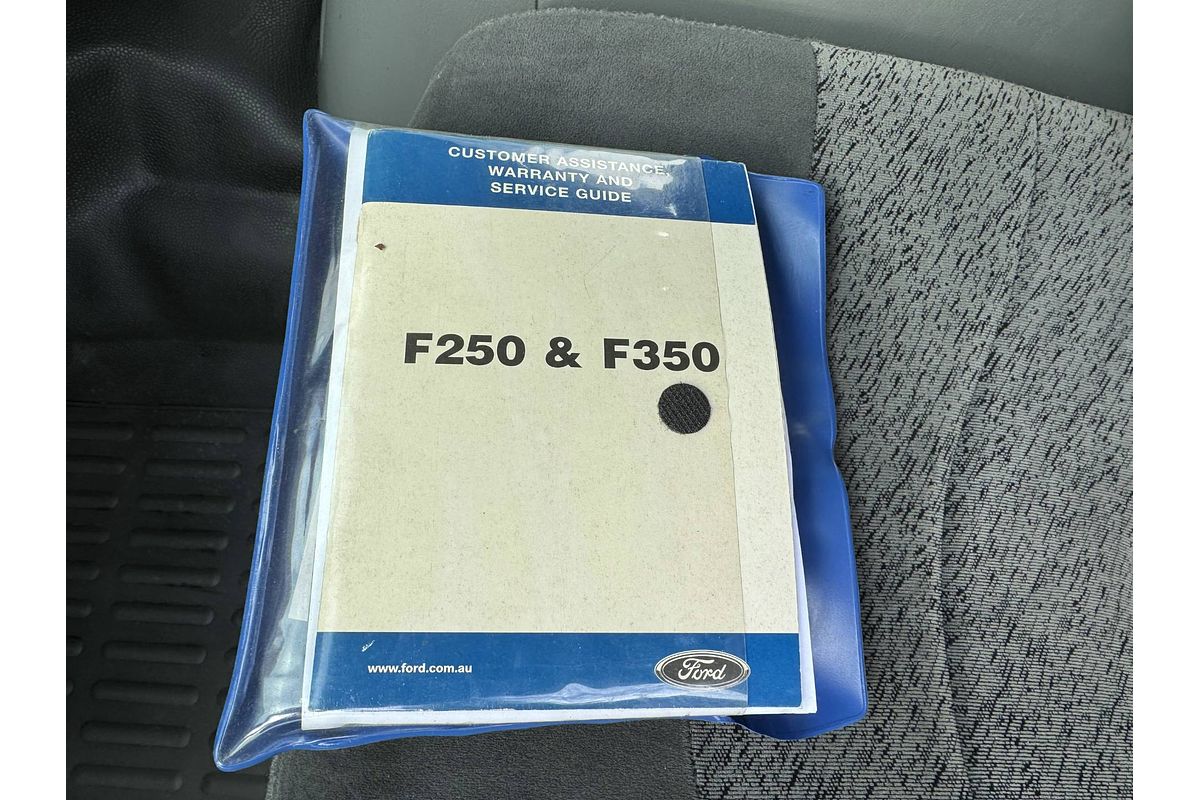 CUSTOMER ASSISTANCE,
WARRANTY AND
SERVICE GUIDE
F250 & F350
www.ford.com.au
Ford